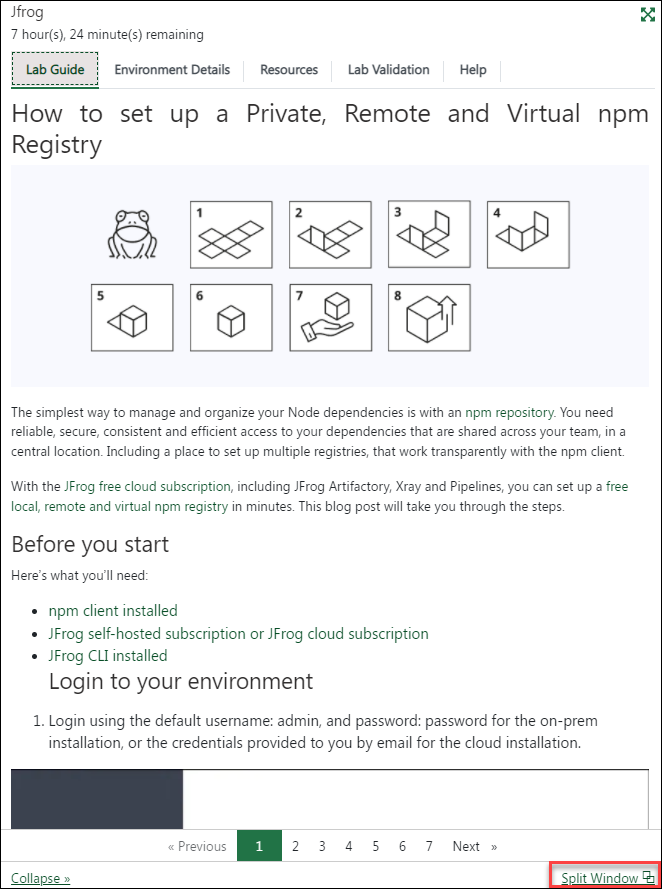 Jfrog
7 hour(s), 24 minute(s) remaining
Lab Guide Environment Details Resources Lab Validation Help
How to set up a Private, Remote and Virtual npm
Registry
1 2 3 4
5 6 7 8
The simplest way to manage and organize your Node dependencies is with an npm repository. You need
reliable, secure, consistent and efficient access to your dependencies that are shared across your team, in a
central location. Including a place to set up multiple registries, that work transparently with the npm client.
With the JFrog free cloud subscription, including JFrog Artifactory, Xray and Pipelines, you can set up a free
local, remote and virtual npm registry in minutes. This blog post will take you through the steps.
Before you start
Here's what you'll need:
• npm client installed
• JFrog self-hosted subscription or JFrog cloud subscription
• JFrog CLI installed
Login to your environment
1. Login using the default username: admin, and password: password for the on-prem
installation, or the credentials provided to you by email for the cloud installation.
« Previous 1 2 3 4 5 6 7 Next »
Collapse » Split Window